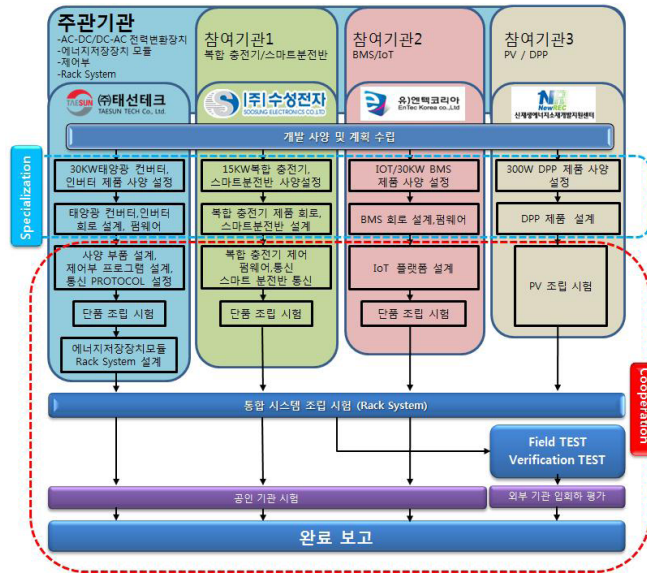 주관기관
-AC-DC/DC-AC 전력변환장치
-에너지저장장치 모듈
-제어부
-Rack System
참여기관1
복합 충전기/스마트분전반
참여기관2
BMS/IoT
참여기관3
PV / DPP
TAESUN
(주)태선테크
TAESUN TECH Co., Ltd.
(주)수성전자
SOOSUNG ELECTRONICS CO.,LTD
유)엔텍코리아
EnTec Korea co.,Ltd
NewREC
신재생에너지소재개발지원센터
개발 사양 및 계획 수립
Specialization
30KW태양광 컨버터,
인버터 제품 사양 설정
15KW복합 충전기,
스마트분전반 사양설정
IOT/30KW BMS
제품 사양 설정
300W DPP 제품 사양
설정
태양광 컨버터,인버터
회로 설계, 펌웨어
복합 충전기 제품 회로,
스마트분전반 설계
BMS 회로 설계,펌웨어
DPP 제품 설계
사양 부품 설계,
제어부 프로그램 설계,
통신 PROTOCOL 설정
복합 충전기 제어
펌웨어,통신
스마트 분전반 통신
IoT 플랫폼 설계
PV 조립 시험
단품 조립 시험
단품 조립 시험
단품 조립 시험
에너지저장장치모듈
Rack System 설계
Cooperation
통합 시스템 조립 시험 (Rack System)
Field TEST
Verification TEST
공인 기관 시험
외부 기관 입회하 평가
완료 보고